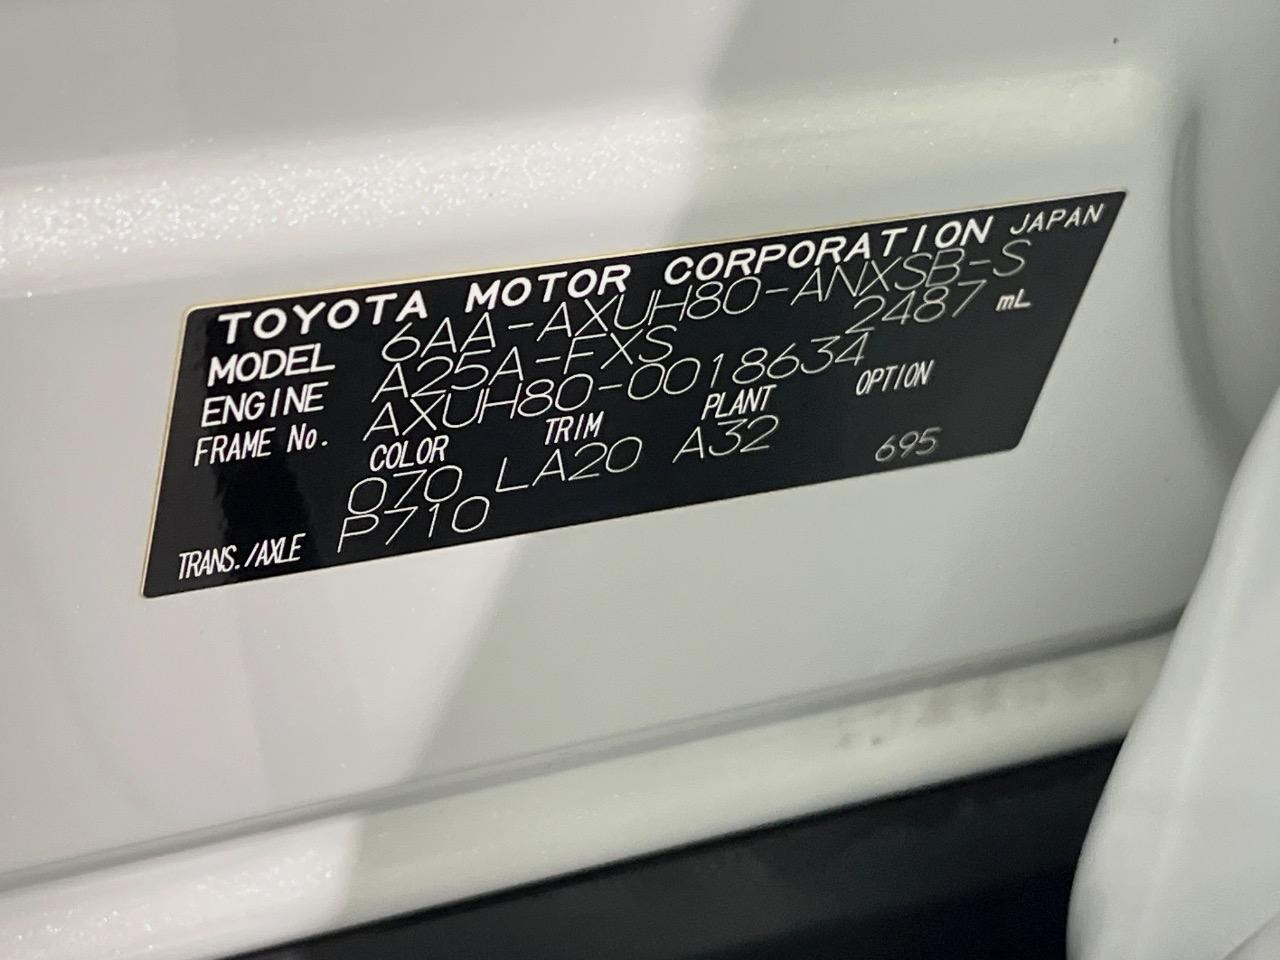 TOYOTA MOTOR CORPORATION JAPAN
MODEL 6AA-AXUH80-ANXSB-S
ENGINE A25A-FXS 2487 mL
FRAME No. AXUH80-0018634
COLOR TRIM PLANT OPTION
070 LA20 A32 695
TRANS./AXLE P710